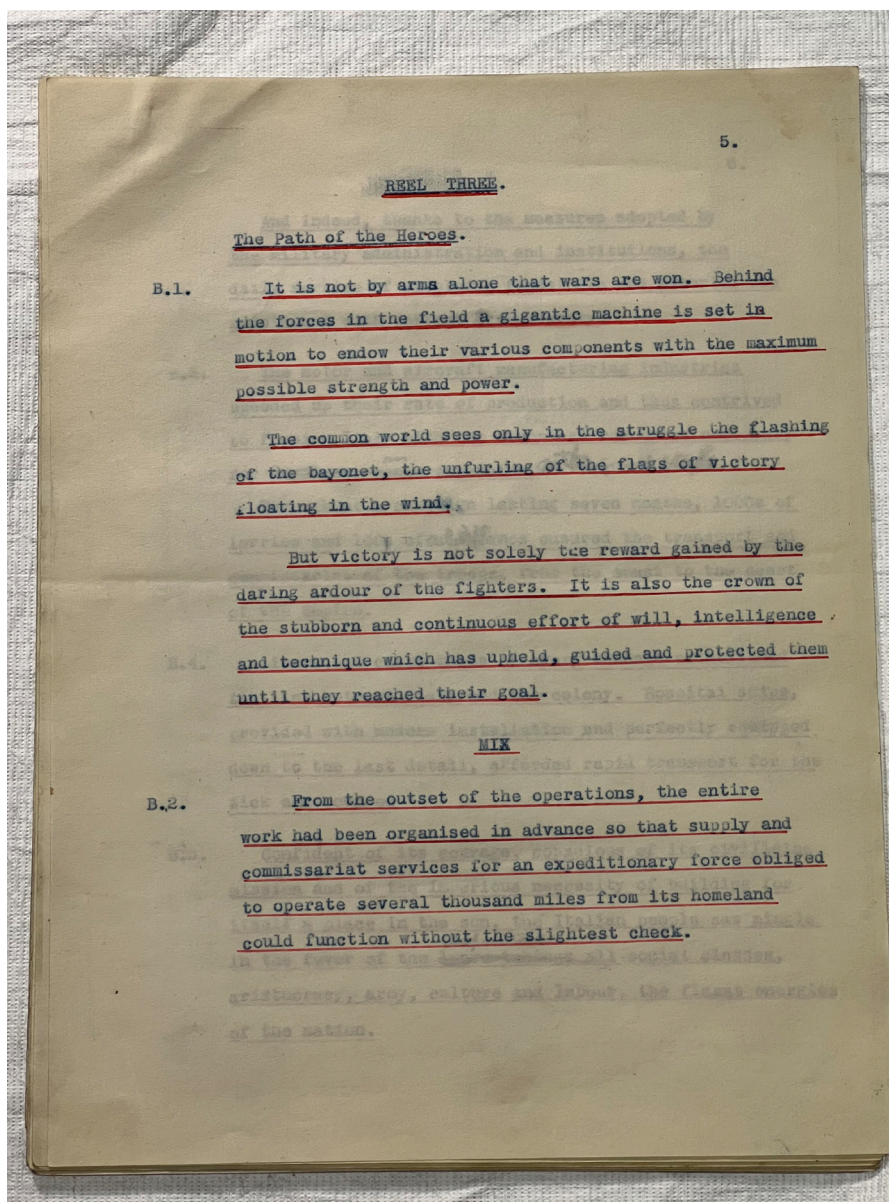 5.
REEL THREE.
The Path of the Heroes.
B.1. It is not by arms alone that wars are won. Behind
the forces in the field a gigantic machine is set in
motion to endow their various components with the maximum
possible strength and power.
The common world sees only in the struggle the flashing
of the bayonet, the unfurling of the flags of victory
floating in the wind.
But victory is not solely the reward gained by the
daring ardour of the fighters. It is also the crown of
the stubborn and continuous effort of will, intelligence
and technique which has upheld, guided and protected them
until they reached their goal.
MIX
B.2. From the outset of the operations, the entire
work had been organised in advance so that supply and
commissariat services for an expeditionary force obliged
to operate several thousand miles from its homeland
could function without the slightest check.